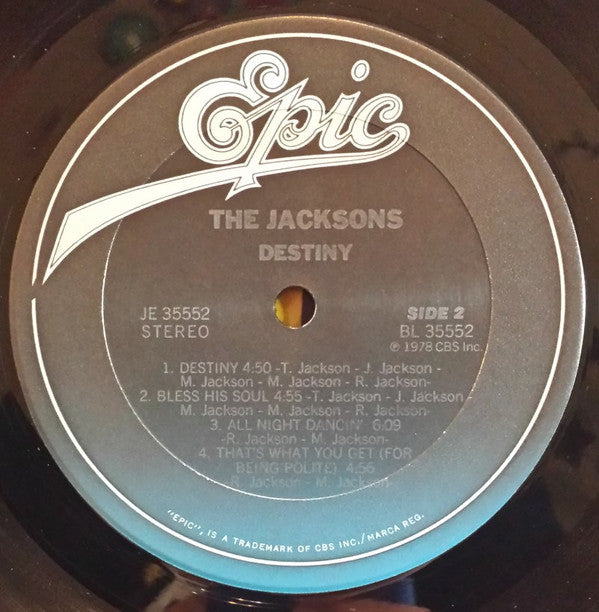 Epic
THE JACKSONS
DESTINY
JE 35552
STEREO
SIDE 2
BL 35552
℗ 1978 CBS Inc.
1. DESTINY 4:50 -T. Jackson - J. Jackson -
M. Jackson - M. Jackson - R. Jackson-
2. BLESS HIS SOUL 4:55 -T. Jackson - J. Jackson -
M. Jackson - M. Jackson - R. Jackson-
3. ALL NIGHT DANCIN' 6:09
-R. Jackson - M. Jackson-
4. THAT'S WHAT YOU GET (FOR
BEING POLITE) 4:56
-R. Jackson - M. Jackson-
"EPIC", IS A TRADEMARK OF CBS INC./MARCA REG.